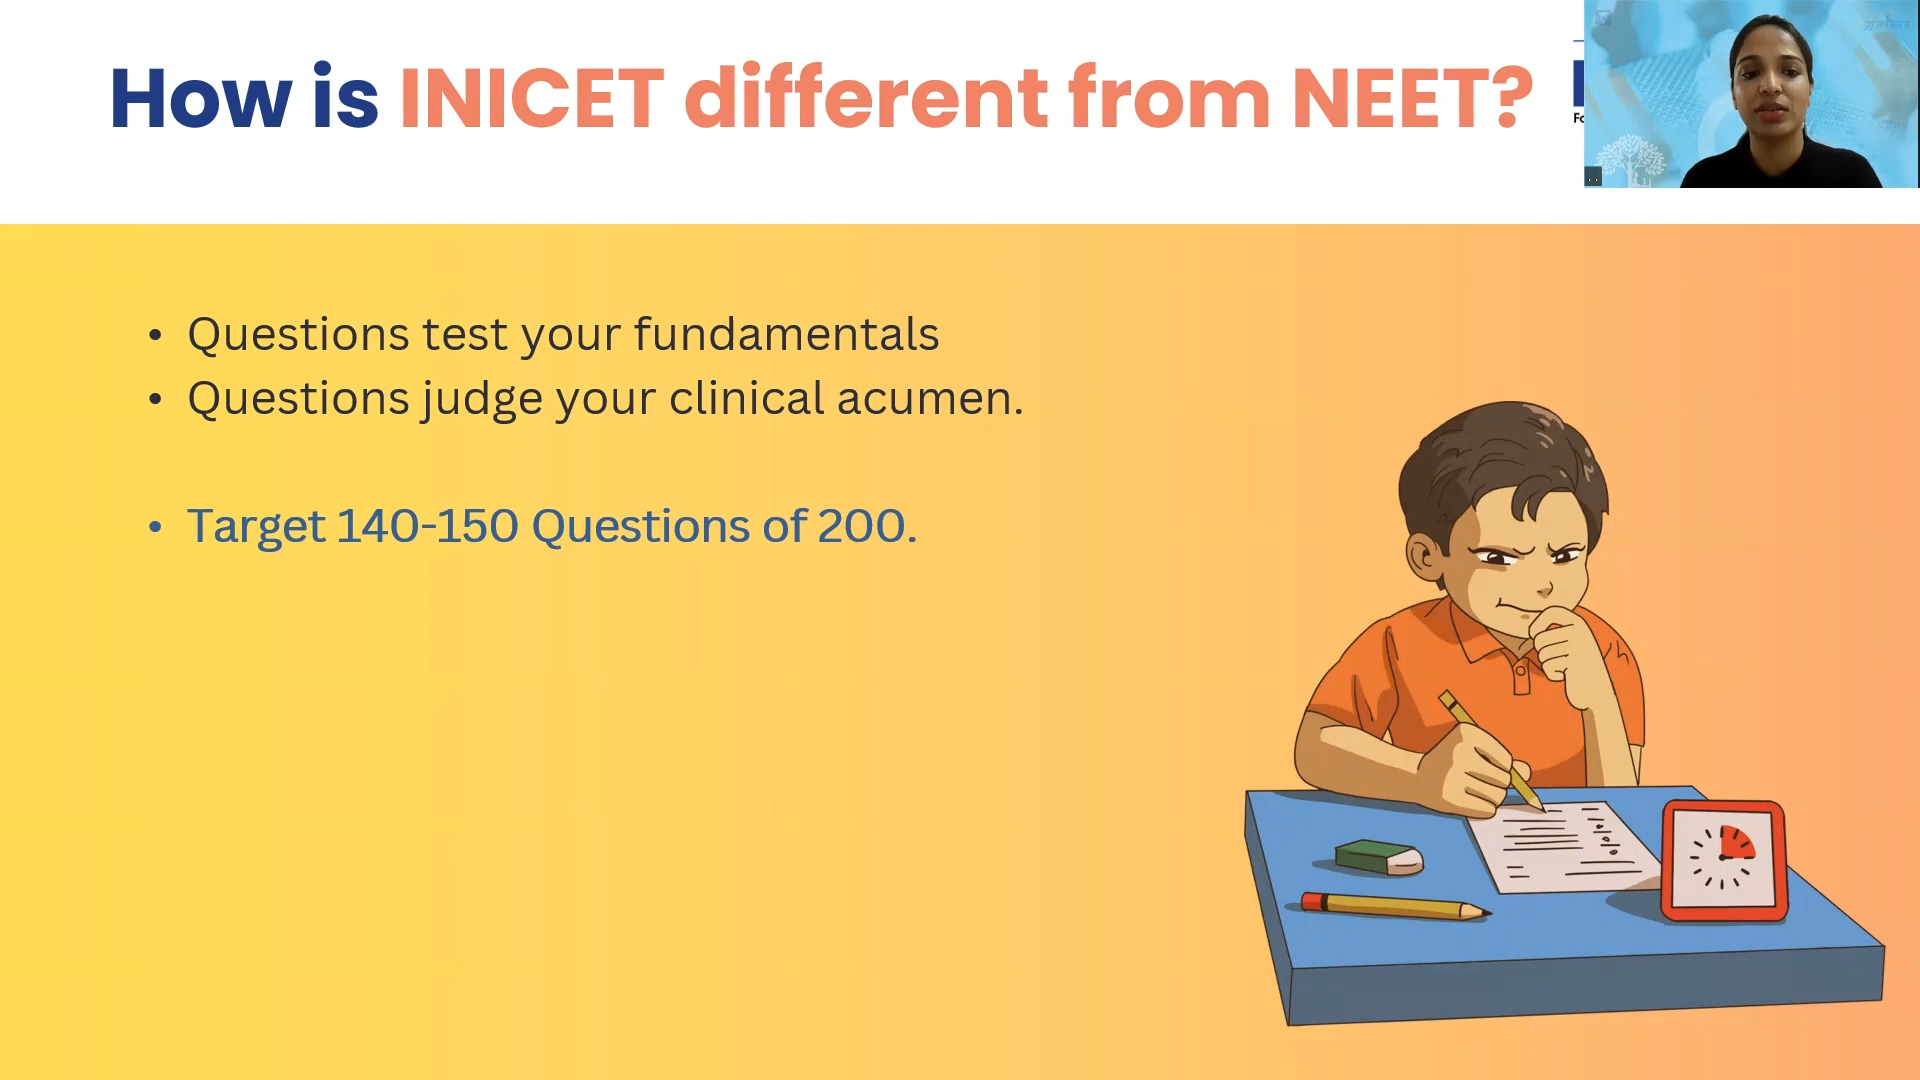 How is INICET different from NEET?
• Questions test your fundamentals
• Questions judge your clinical acumen.
• Target 140-150 Questions of 200.